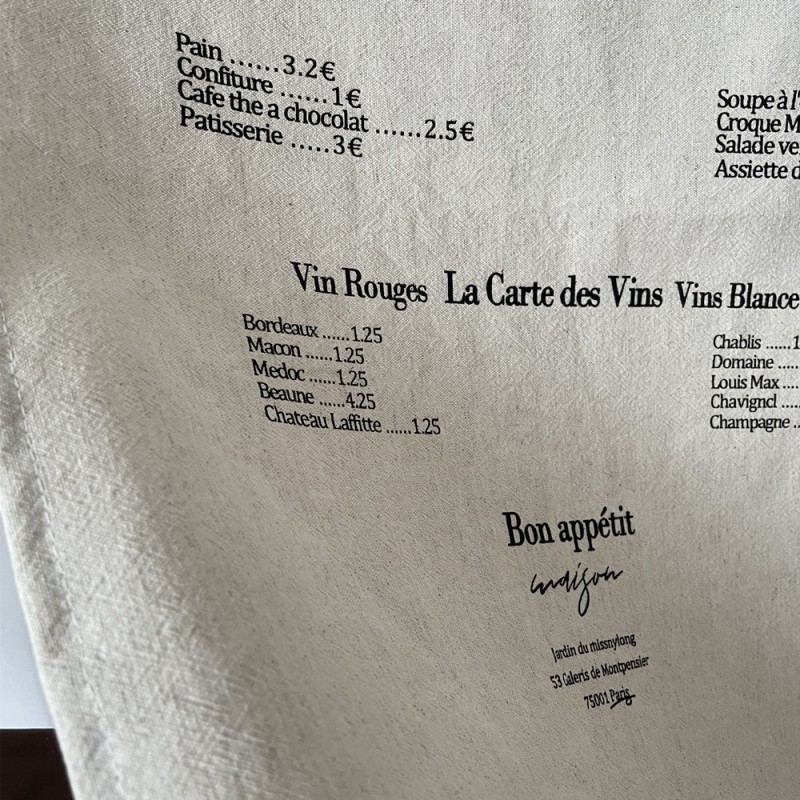 Pain ......3.2€
Confiture ......1€
Cafe the a chocolat ......2.5€
Patisserie .....3€
Soupe à l'
Croque M
Salade ve
Assiette d
Vin Rouges La Carte des Vins Vins Blance
Bordeaux ......1.25
Macon ......1.25
Medoc ......1.25
Beaune ......4.25
Chateau Laffitte ......1.25
Chablis ......1
Domaine .....
Louis Max ....
Chavigncl ....
Champagne ..
Bon appétit
maison
Jardin du missnylong
53 Galeris de Montpensier
75001 Paris